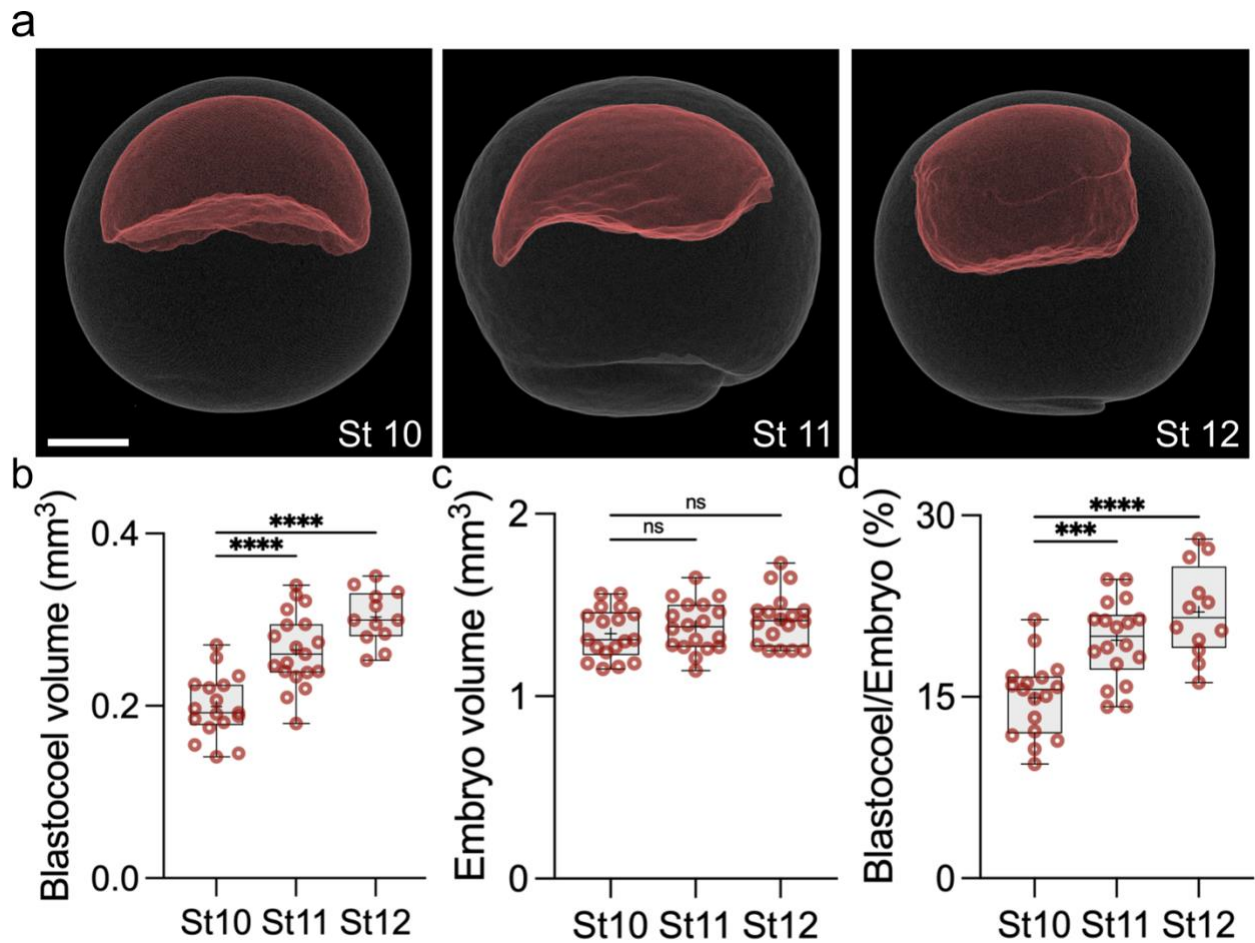 a
St 10
St 11
St 12
b
Blastocoel volume (mm³)
0.4
0.2
0.0
****
****
St10 St11 St12
c
Embryo volume (mm³)
2
1
0
ns
ns
St10 St11 St12
d
Blastocoel/Embryo (%)
30
15
0
****
***
St10 St11 St12